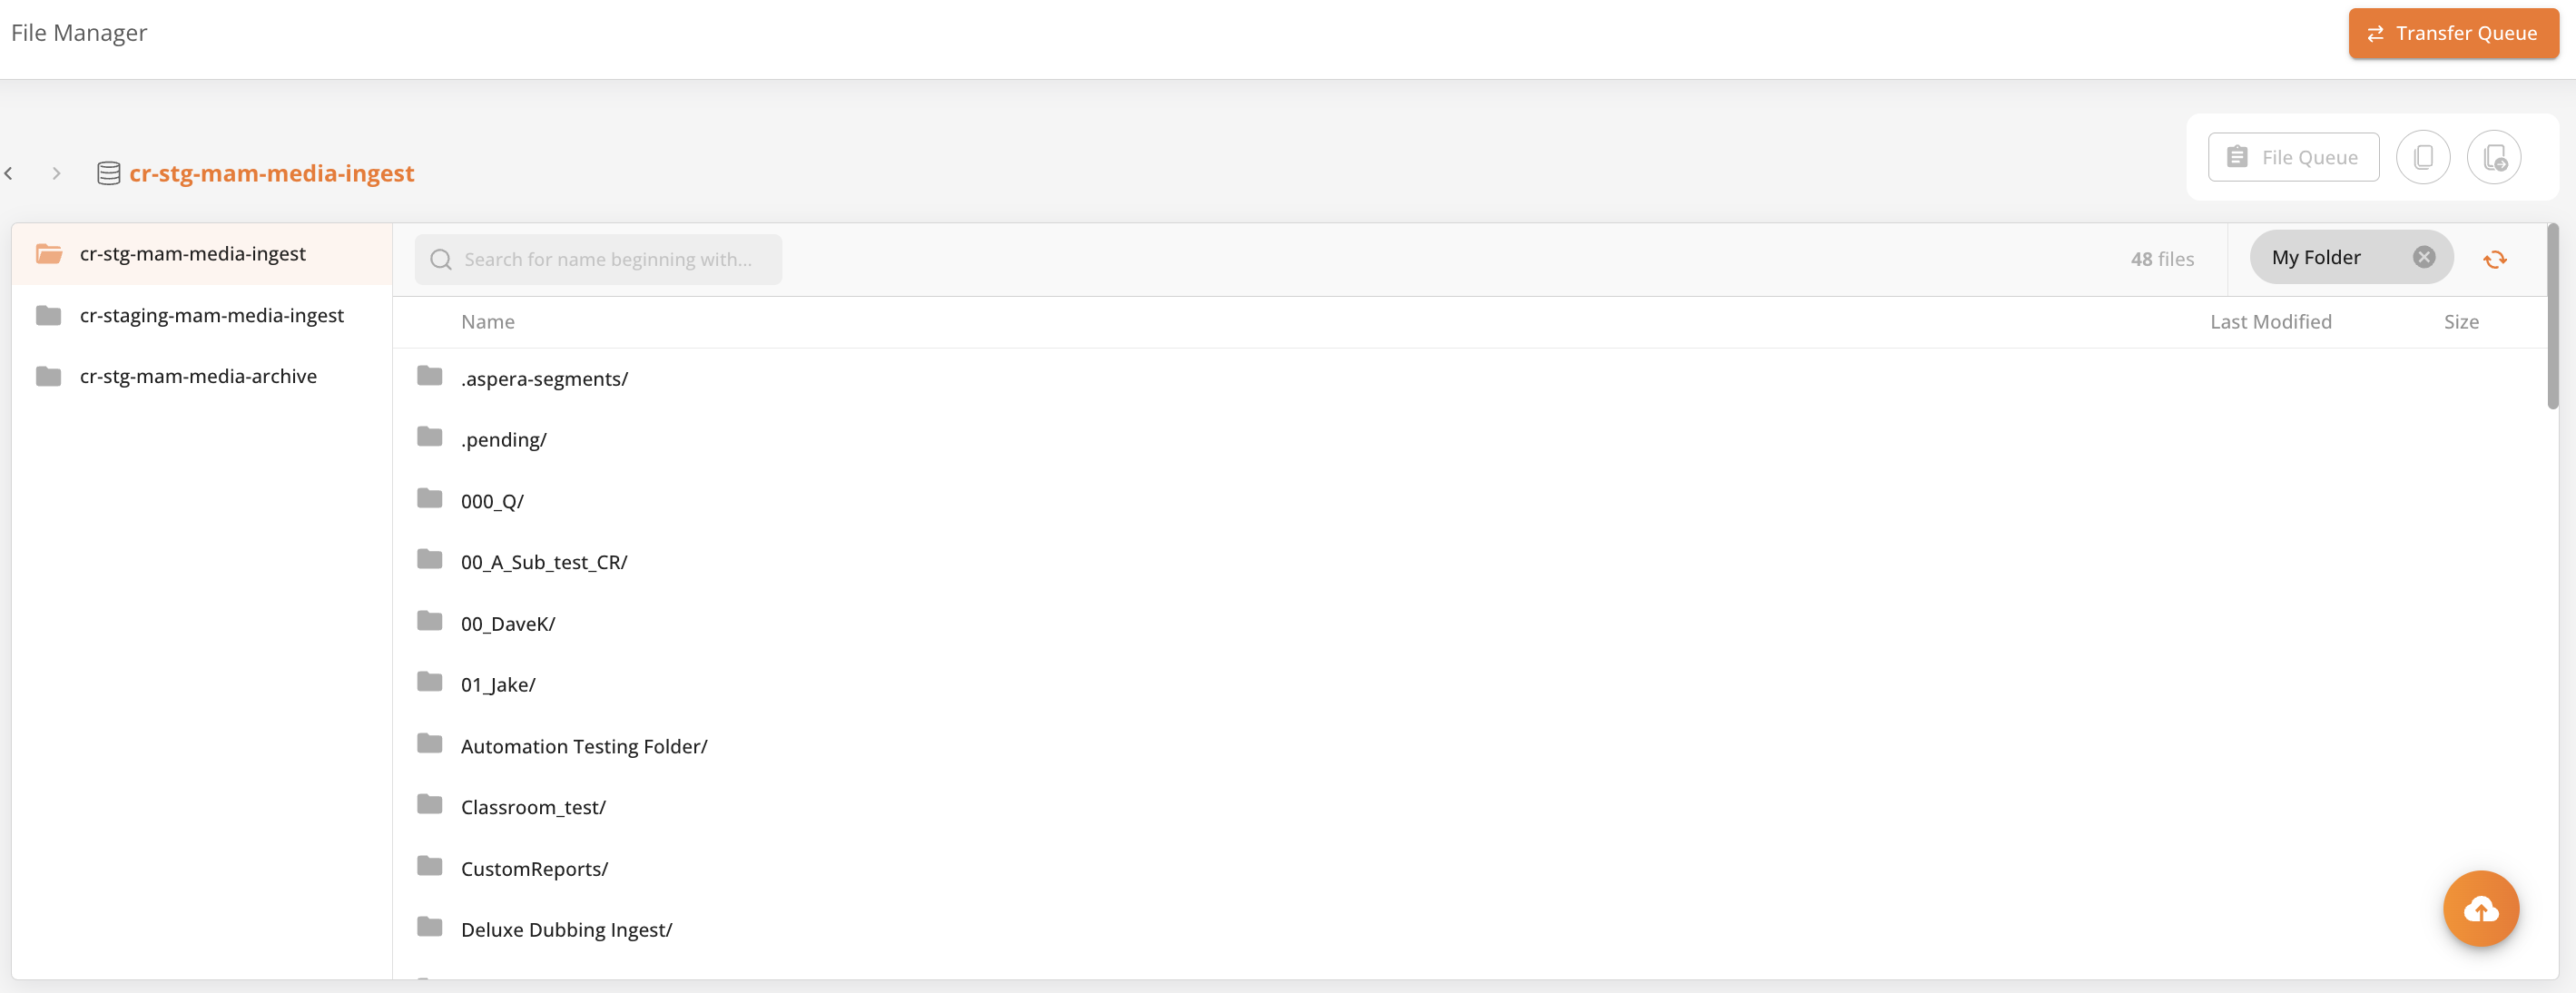 File Manager
Transfer Queue
cr-stg-mam-media-ingest
File Queue
cr-stg-mam-media-ingest
cr-staging-mam-media-ingest
cr-stg-mam-media-archive
Search for name beginning with...
48 files
My Folder
Name
Last Modified
Size
.aspera-segments/
.pending/
000_Q/
00_A_Sub_test_CR/
00_DaveK/
01_Jake/
Automation Testing Folder/
Classroom_test/
CustomReports/
Deluxe Dubbing Ingest/